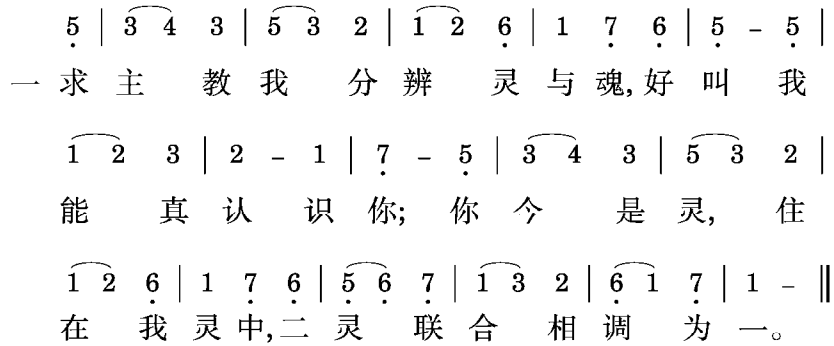 5̣ | 3 4 3 | 5 3 2 | 1 2 6̣ | 1 7̣ 6̣ | 5̣ - 5̣ |
一 求 主 教 我 分 辨 灵 与 魂, 好 叫 我
1 2 3 | 2 - 1 | 7̣ - 5̣ | 3 4 3 | 5 3 2 |
能 真 认 识 你; 你 今 是 灵, 住
1 2 6̣ | 1 7̣ 6̣ | 5̣ 6̣ 7̣ | 1 3 2 | 6̣ 1 7̣ | 1 - ‖
在 我 灵 中, 二 灵 联 合 相 调 为 一。